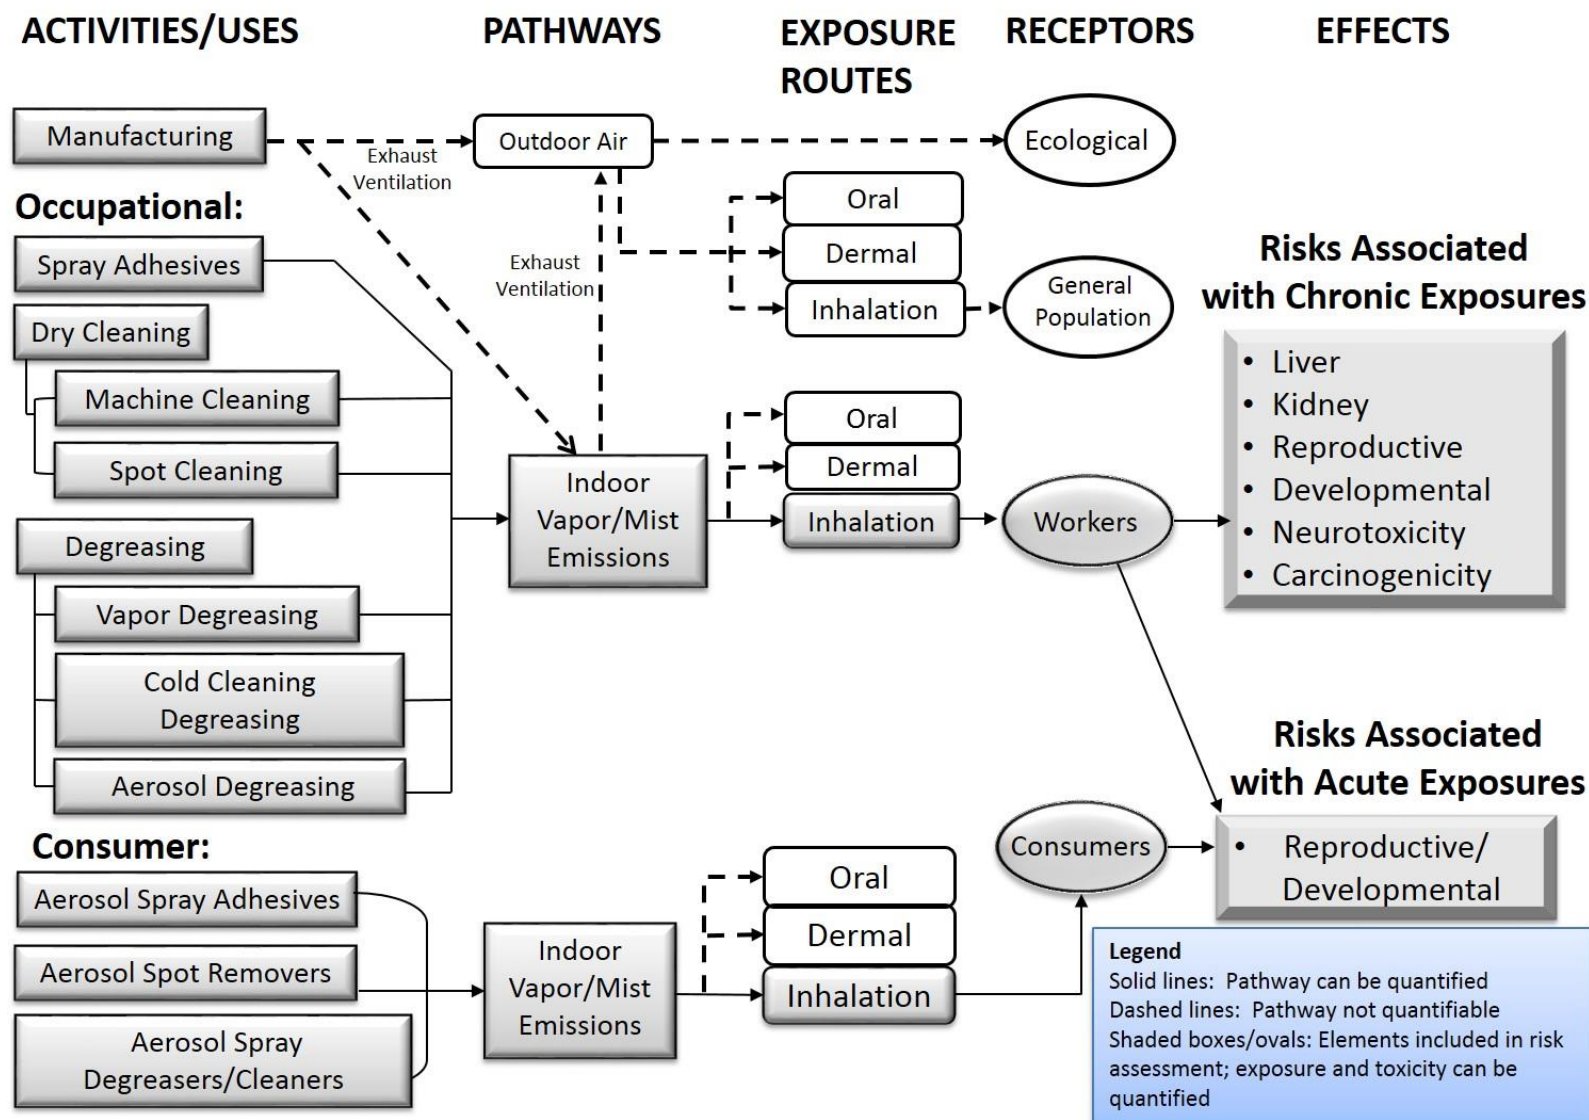 ACTIVITIES/USES
PATHWAYS
EXPOSURE
ROUTES
RECEPTORS
EFFECTS
Manufacturing
Exhaust
Ventilation
Outdoor Air
Ecological
Occupational:
Spray Adhesives
Dry Cleaning
Machine Cleaning
Spot Cleaning
Degreasing
Vapor Degreasing
Cold Cleaning
Degreasing
Aerosol Degreasing
Exhaust
Ventilation
Oral
Dermal
Inhalation
General
Population
Indoor
Vapor/Mist
Emissions
Oral
Dermal
Inhalation
Workers
Risks Associated
with Chronic Exposures
• Liver
• Kidney
• Reproductive
• Developmental
• Neurotoxicity
• Carcinogenicity
Consumer:
Aerosol Spray Adhesives
Aerosol Spot Removers
Aerosol Spray
Degreasers/Cleaners
Indoor
Vapor/Mist
Emissions
Oral
Dermal
Inhalation
Consumers
Risks Associated
with Acute Exposures
• Reproductive/
Developmental
Legend
Solid lines: Pathway can be quantified
Dashed lines: Pathway not quantifiable
Shaded boxes/ovals: Elements included in risk
assessment; exposure and toxicity can be
quantified